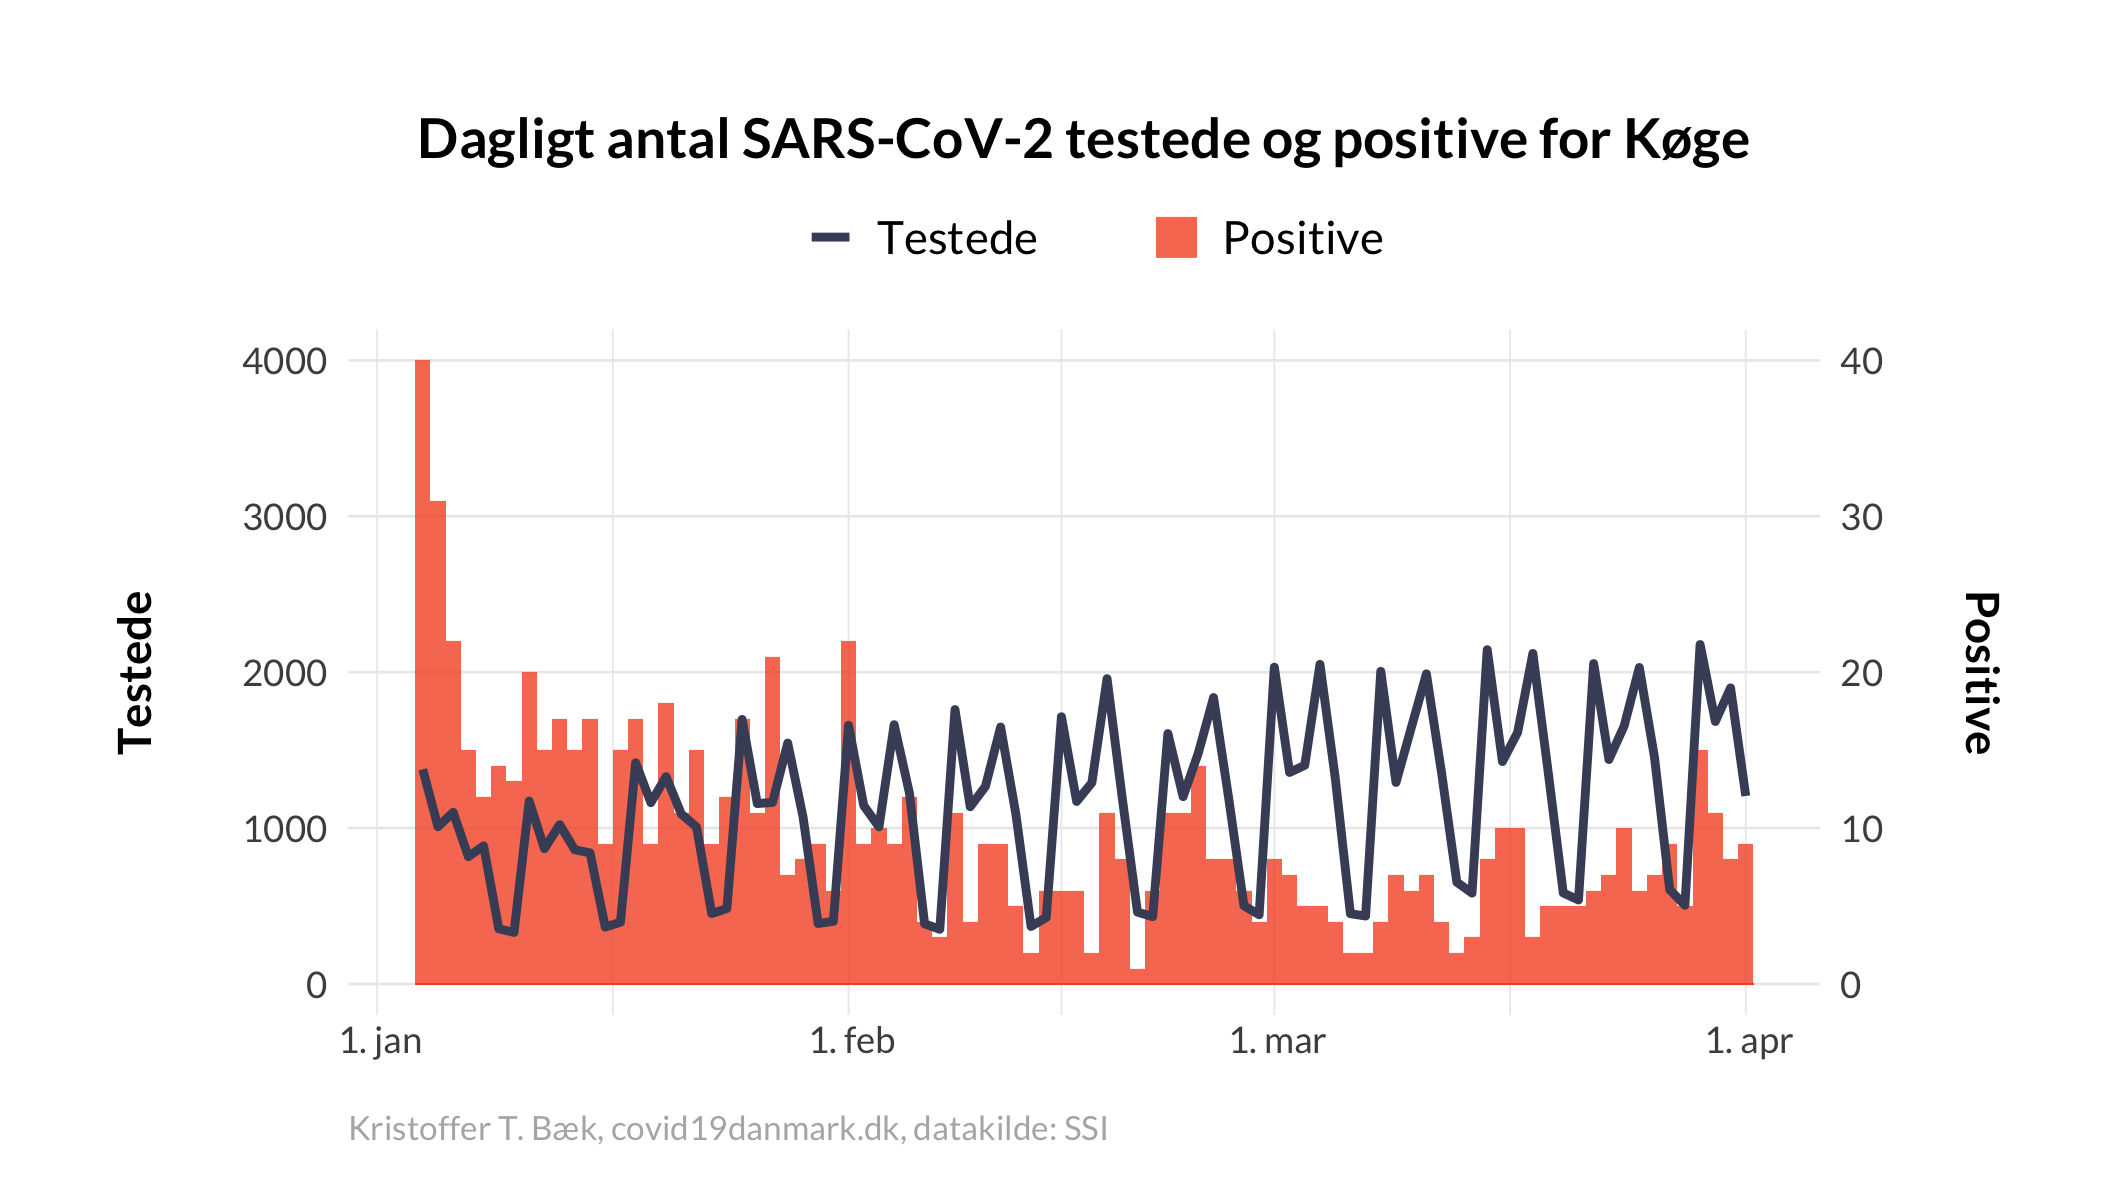 Dagligt antal SARS-CoV-2 testede og positive for Køge
Testede
Positive
4000
3000
2000
1000
0
Testede
40
30
20
10
0
Positive
1. jan
1. feb
1. mar
1. apr
Kristoffer T. Bæk, covid19danmark.dk, datakilde: SSI